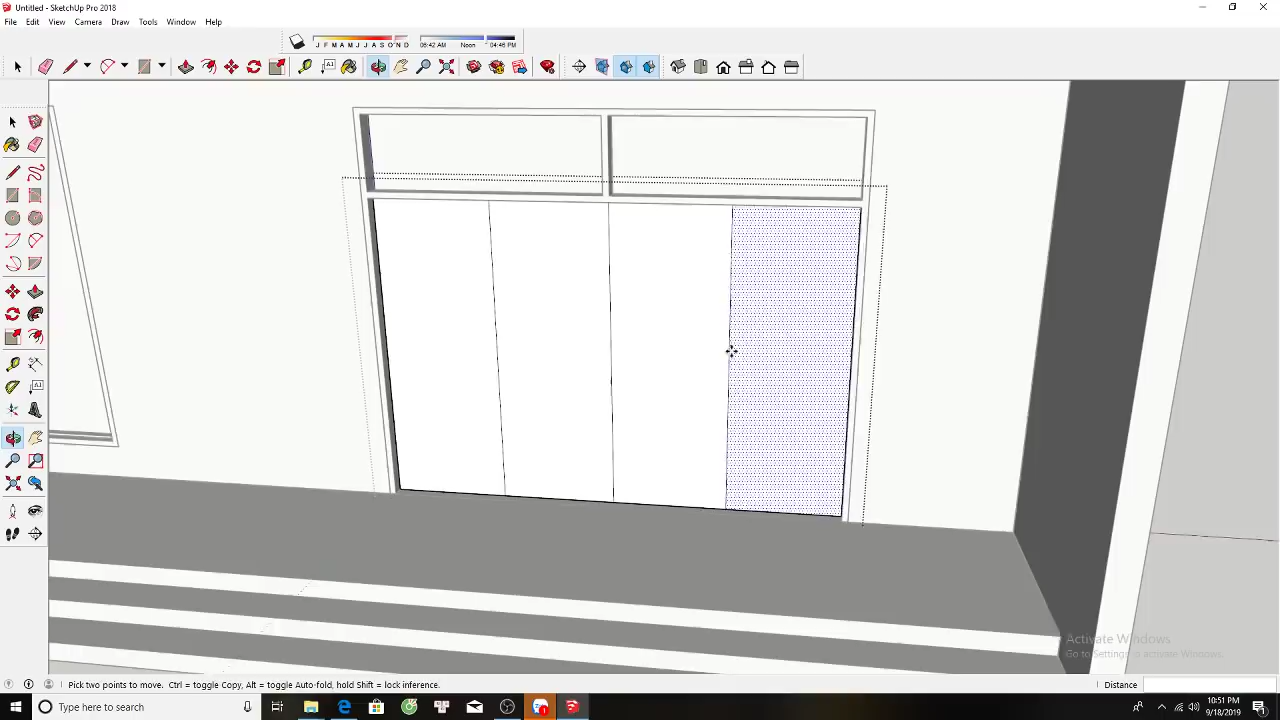 Untitled - SketchUp Pro 2018
File Edit View Camera Draw Tools Window Help
J F M A M J J A S O N D 06:42 AM Noon 04:46 PM
Activate Windows
Go to Settings to activate Windows.
Pick two points to move. Ctrl = toggle Copy, Alt = toggle Auto-fold, hold Shift = lock inference.
Distance
Type here to search
10:51 PM
9/18/2019